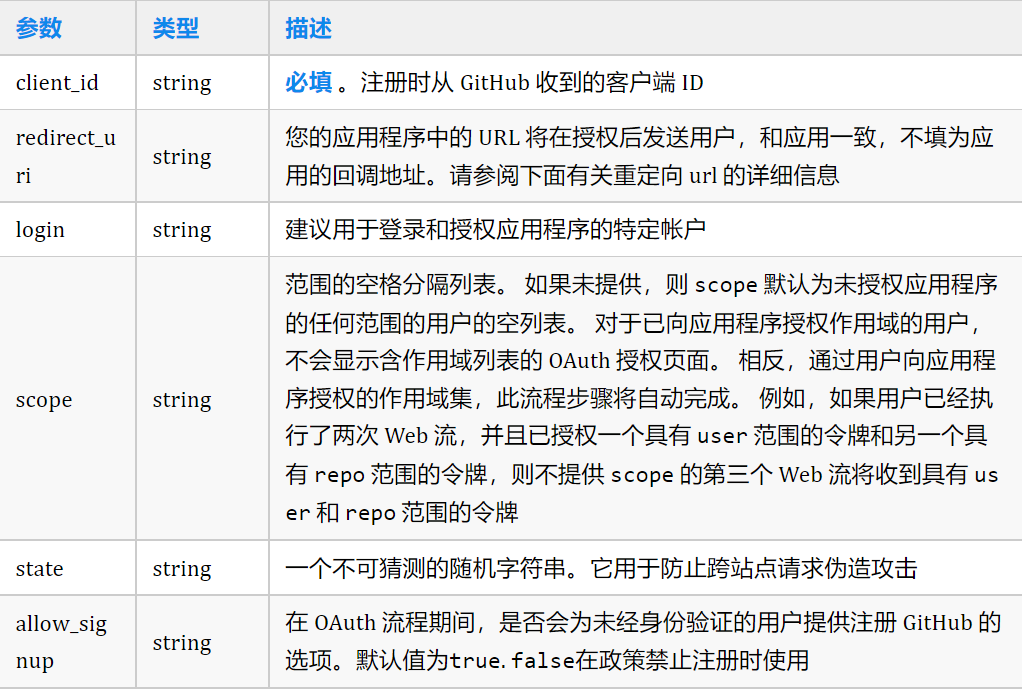 参数 类型 描述
client_id string 必填 。注册时从 GitHub 收到的客户端 ID
redirect_u
ri
string
您的应用程序中的 URL 将在授权后发送用户，和应用一致，不填为应
用的回调地址。请参阅下面有关重定向 url 的详细信息
login string 建议用于登录和授权应用程序的特定帐户
scope string
范围的空格分隔列表。 如果未提供，则 scope 默认为未授权应用程序
的任何范围的用户的空列表。 对于已向应用程序授权作用域的用户，
不会显示含作用域列表的 OAuth 授权页面。 相反，通过用户向应用程
序授权的作用域集，此流程步骤将自动完成。 例如，如果用户已经执
行了两次 Web 流，并且已授权一个具有 user 范围的令牌和另一个具
有 repo 范围的令牌，则不提供 scope 的第三个 Web 流将收到具有 us
er 和 repo 范围的令牌
state string 一个不可猜测的随机字符串。它用于防止跨站点请求伪造攻击
allow_sig
nup
string
在 OAuth 流程期间，是否会为未经身份验证的用户提供注册 GitHub 的
选项。默认值为true.false在政策禁止注册时使用